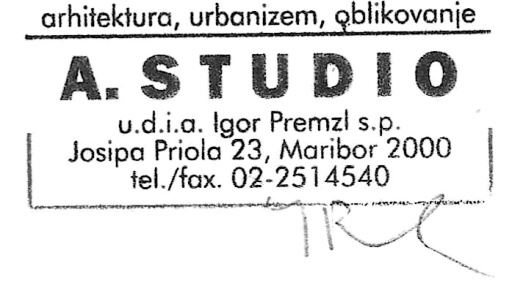 arhitektura, urbanizem, oblikovanje
A. STUDIO
u.d.i.a. Igor Premzl s.p.
Josipa Priola 23, Maribor 2000
tel./fax. 02-2514540